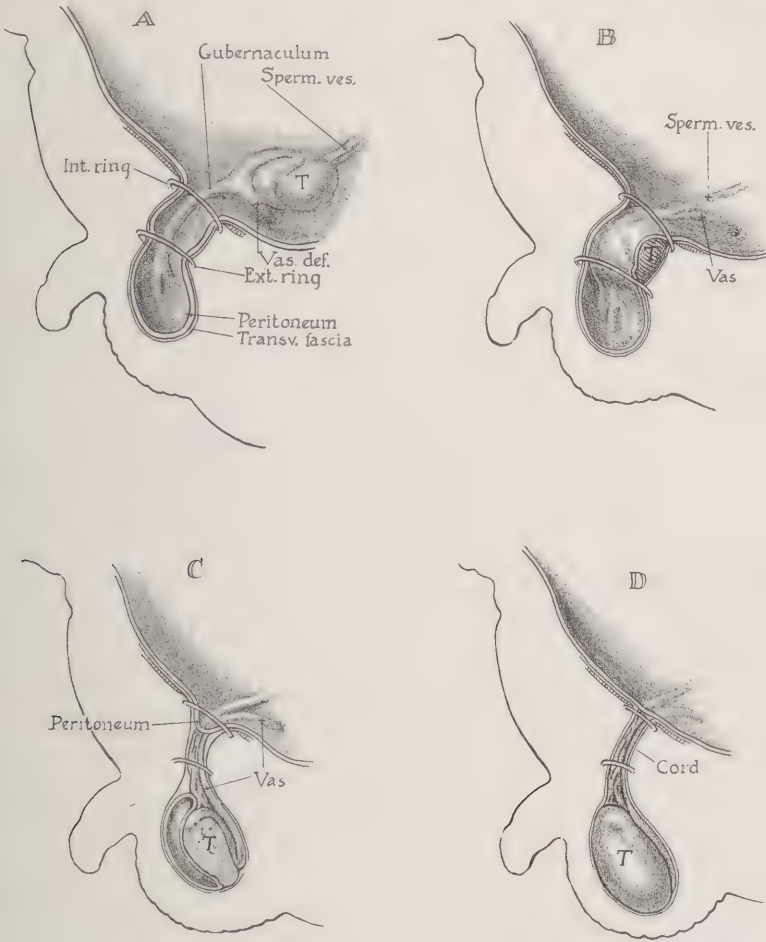 A
Gubernaculum
Sperm. ves.
Int. ring
T
Vas. def.
Ext. ring
Peritoneum
Transv. fascia
B
Sperm. ves.
T
Vas
C
Peritoneum
Vas
T
D
Cord
T